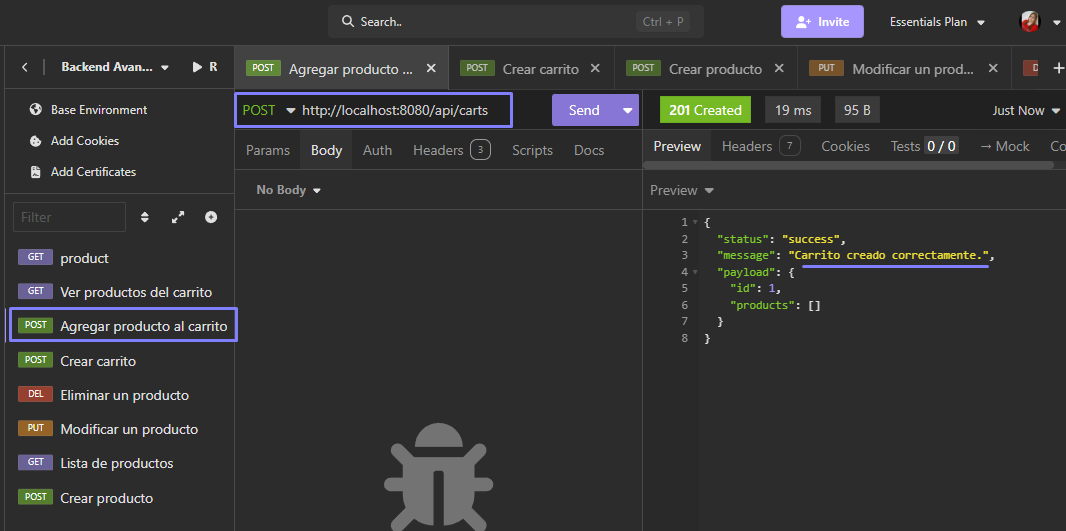 Search..
Ctrl + P
Invite
Essentials Plan
Backend Avan...
R
POST Agregar producto ...
POST Crear carrito
POST Crear producto
PUT Modificar un prod...
Base Environment
Add Cookies
Add Certificates
POST http://localhost:8080/api/carts
Send
201 Created
19 ms
95 B
Just Now
Params
Body
Auth
Headers 3
Scripts
Docs
Preview
Headers 7
Cookies
Tests 0 / 0
→ Mock
Co
No Body
Preview
Filter
GET product
GET Ver productos del carrito
POST Agregar producto al carrito
POST Crear carrito
DEL Eliminar un producto
PUT Modificar un producto
GET Lista de productos
POST Crear producto
1 {
2 "status": "success",
3 "message": "Carrito creado correctamente.",
4 "payload": {
5 "id": 1,
6 "products": []
7 }
8 }